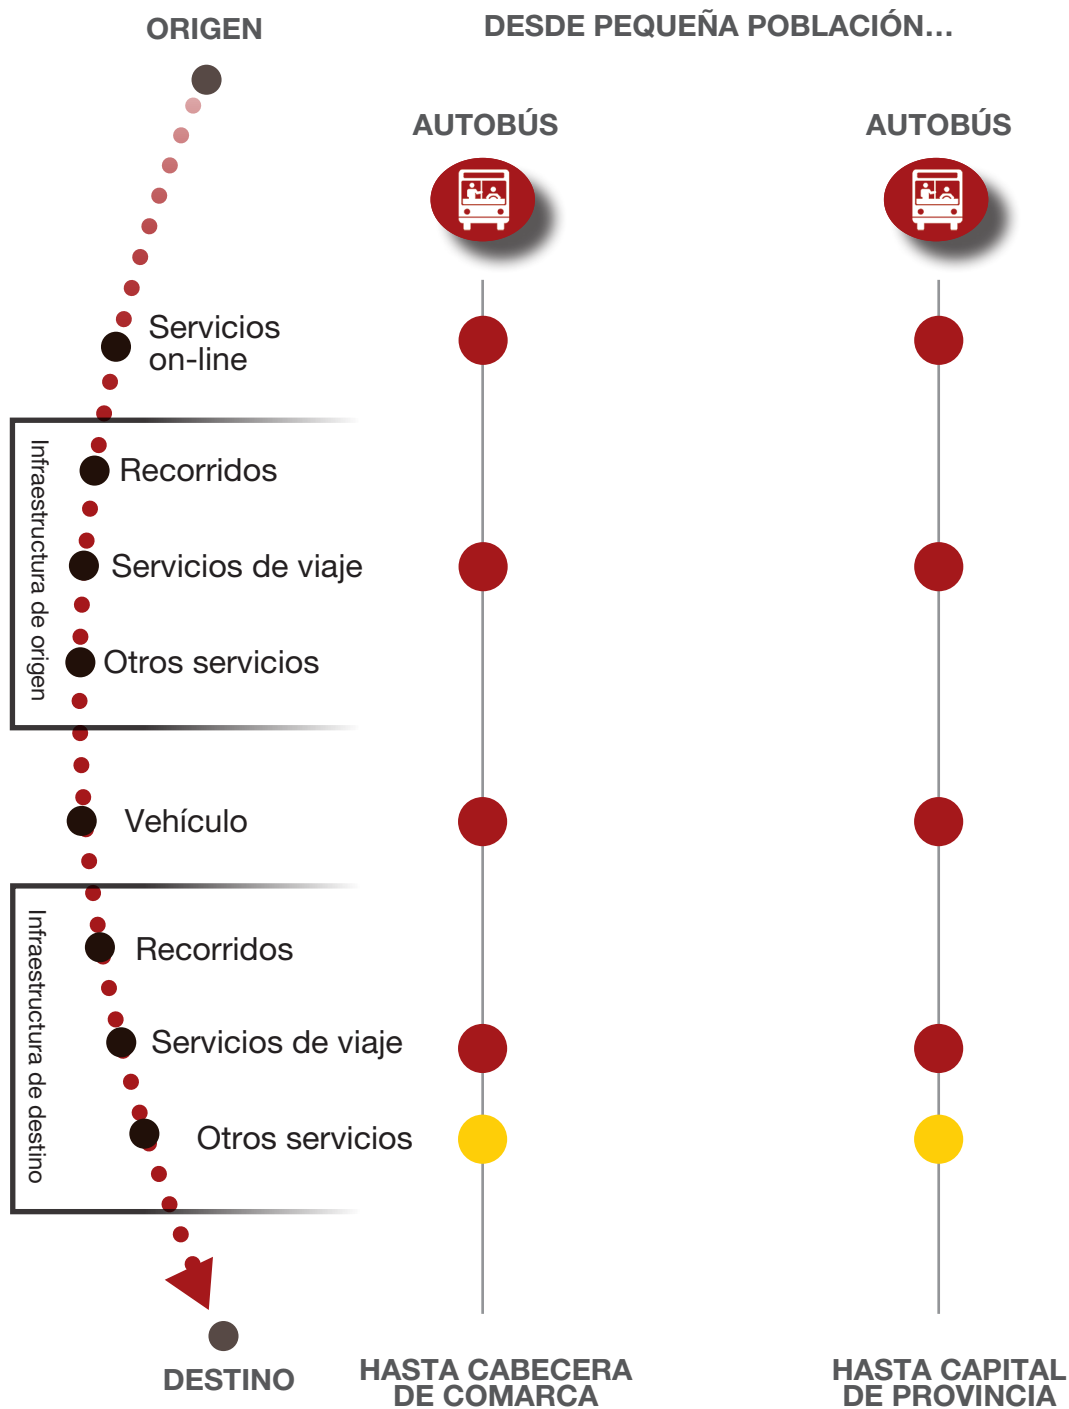 ORIGEN
DESDE PEQUEÑA POBLACIÓN...
AUTOBÚS
AUTOBÚS
Servicios
on-line
Infraestructura de origen
Recorridos
Servicios de viaje
Otros servicios
Vehículo
Infraestructura de destino
Recorridos
Servicios de viaje
Otros servicios
DESTINO
HASTA CABECERA
DE COMARCA
HASTA CAPITAL
DE PROVINCIA